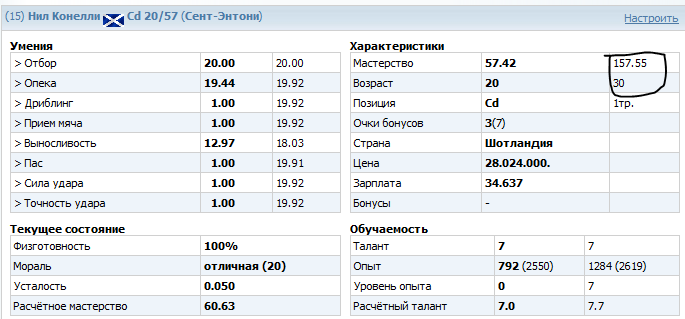 (15) Нил Конелли Cd 20/57 (Сент-Энтони) Настроить
Умения
> Отбор 20.00 20.00
> Опека 19.44 19.92
> Дриблинг 1.00 19.92
> Прием мяча 1.00 19.92
> Выносливость 12.97 18.03
> Пас 1.00 19.91
> Сила удара 1.00 19.92
> Точность удара 1.00 19.92
Характеристики
Мастерство 57.42 157.55
Возраст 20 30
Позиция Cd 1тр.
Очки бонусов 3(7)
Страна Шотландия
Цена 28.024.000.
Зарплата 34.637
Бонусы -
Текущее состояние
Физготовность 100%
Мораль отличная (20)
Усталость 0.050
Расчётное мастерство 60.63
Обучаемость
Талант 7 7
Опыт 792 (2550) 1284 (2619)
Уровень опыта 0 7
Расчётный талант 7.0 7.7